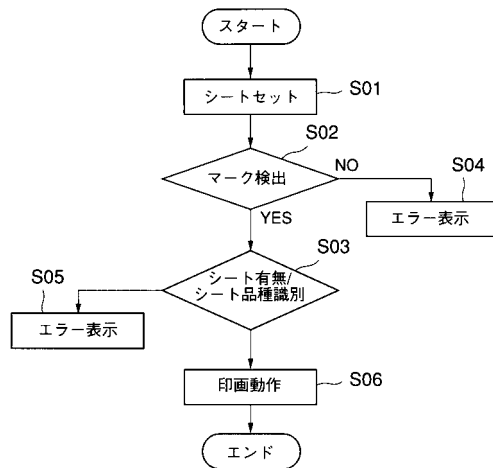 スタート
シートセット
S01
S02
マーク検出
NO
S04
エラー表示
YES
S03
シート有無/
シート品種識別
S05
エラー表示
印画動作
S06
エンド